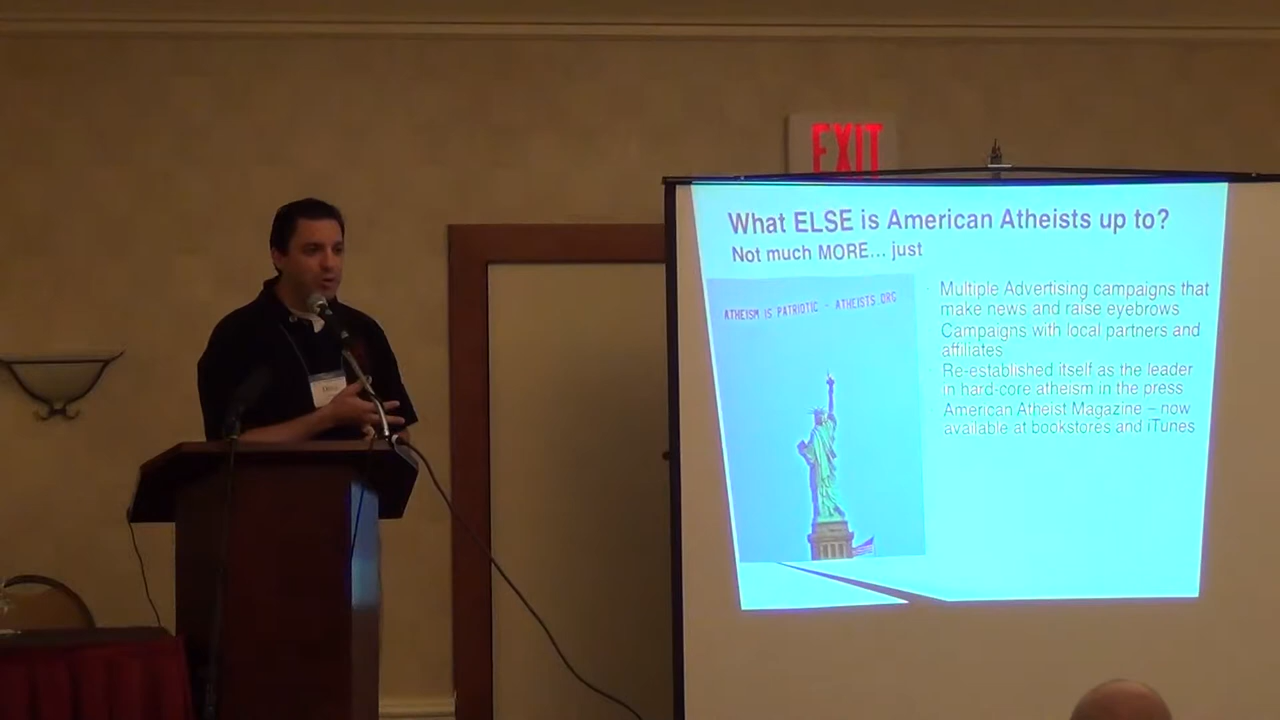 EXIT
What ELSE is American Atheists up to?
Not much MORE... just
ATHEISM IS PATRIOTIC - ATHEISTS.ORG
Multiple Advertising campaigns that
make news and raise eyebrows
Campaigns with local partners and
affiliates
Re-established itself as the leader
in hard-core atheism in the press
American Atheist Magazine – now
available at bookstores and iTunes